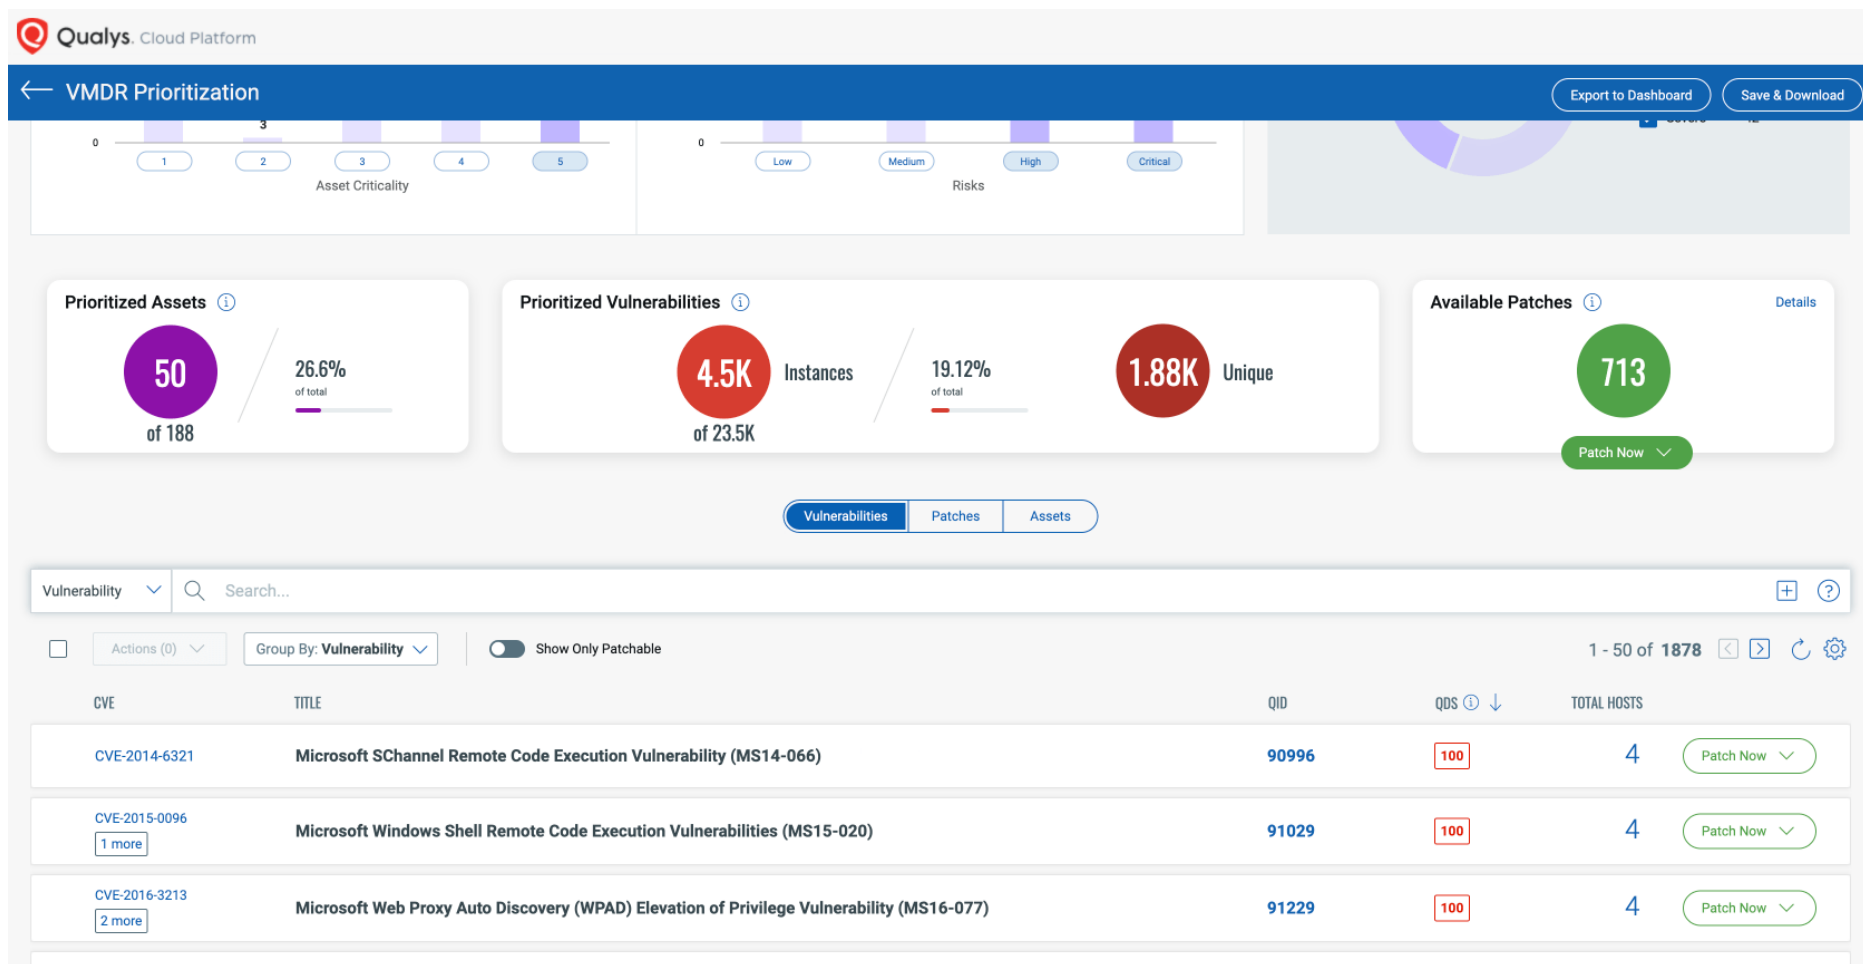 Qualys. Cloud Platform
VMDR Prioritization
Export to Dashboard
Save & Download
3
0
1 2 3 4 5
Asset Criticality
0
Low Medium High Critical
Risks
Prioritized Assets
50
of 188
26.6%
of total
Prioritized Vulnerabilities
4.5K Instances
of 23.5K
19.12%
of total
1.88K Unique
Available Patches
Details
713
Patch Now
Vulnerabilities Patches Assets
Vulnerability Search...
Actions (0) Group By: Vulnerability Show Only Patchable 1 - 50 of 1878
CVE TITLE QID QDS TOTAL HOSTS
CVE-2014-6321 Microsoft SChannel Remote Code Execution Vulnerability (MS14-066) 90996 100 4 Patch Now
CVE-2015-0096
1 more
Microsoft Windows Shell Remote Code Execution Vulnerabilities (MS15-020) 91029 100 4 Patch Now
CVE-2016-3213
2 more
Microsoft Web Proxy Auto Discovery (WPAD) Elevation of Privilege Vulnerability (MS16-077) 91229 100 4 Patch Now